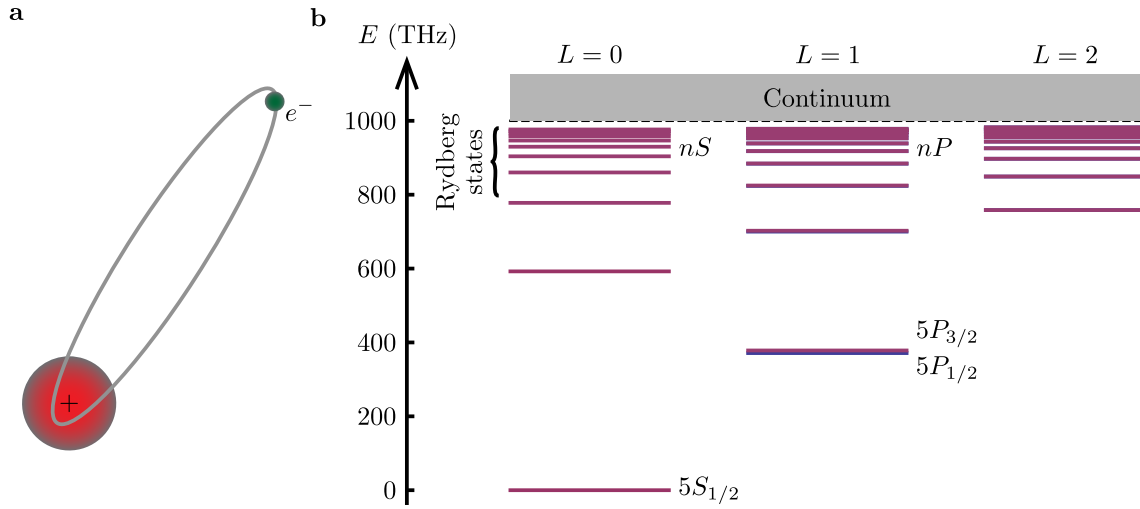 a
e⁻
+
b
E (THz)
L = 0
L = 1
L = 2
Continuum
1000
800
600
400
200
0
Rydberg
states
nS
nP
5P₃/₂
5P₁/₂
5S₁/₂